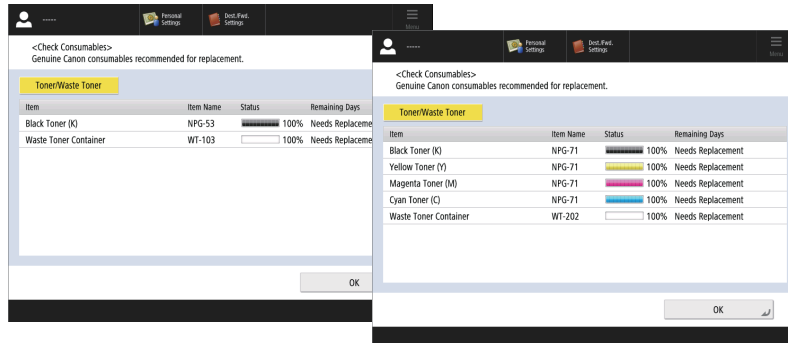 -----
Personal
Settings
Dest./Fwd.
Settings
Menu
<Check Consumables>
Genuine Canon consumables recommended for replacement.
Toner/Waste Toner
Item Item Name Status Remaining Days
Black Toner (K) NPG-53 100% Needs Replaceme
Waste Toner Container WT-103 100% Needs Replaceme
OK
-----
Personal
Settings
Dest./Fwd.
Settings
Menu
<Check Consumables>
Genuine Canon consumables recommended for replacement.
Toner/Waste Toner
Item Item Name Status Remaining Days
Black Toner (K) NPG-71 100% Needs Replacement
Yellow Toner (Y) NPG-71 100% Needs Replacement
Magenta Toner (M) NPG-71 100% Needs Replacement
Cyan Toner (C) NPG-71 100% Needs Replacement
Waste Toner Container WT-202 100% Needs Replacement
OK